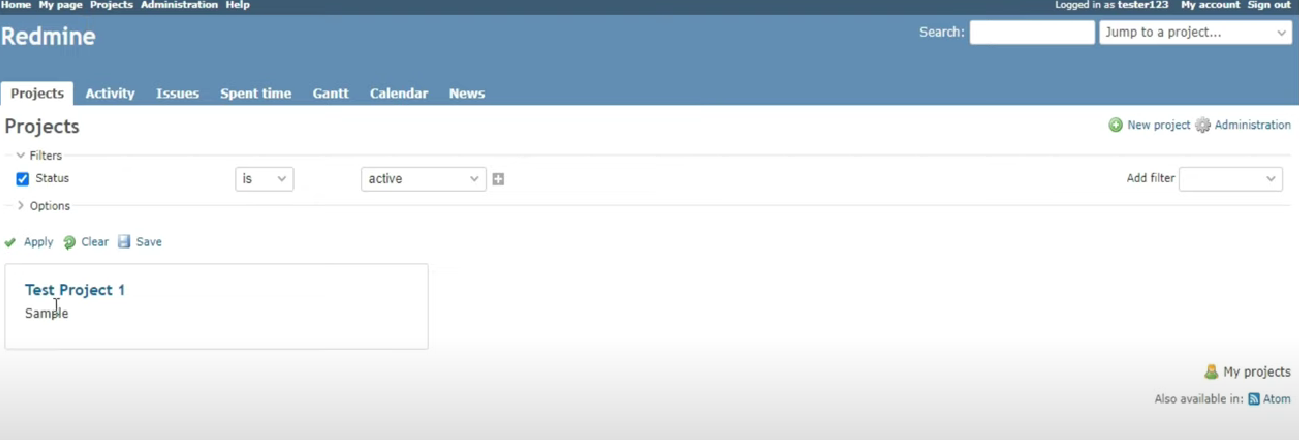 Home My page Projects Administration Help Logged in as tester123 My account Sign out
Redmine Search: Jump to a project...
Projects Activity Issues Spent time Gantt Calendar News
Projects New project Administration
Filters
Status is active Add filter
Options
Apply Clear Save
Test Project 1
Sample
My projects
Also available in: Atom